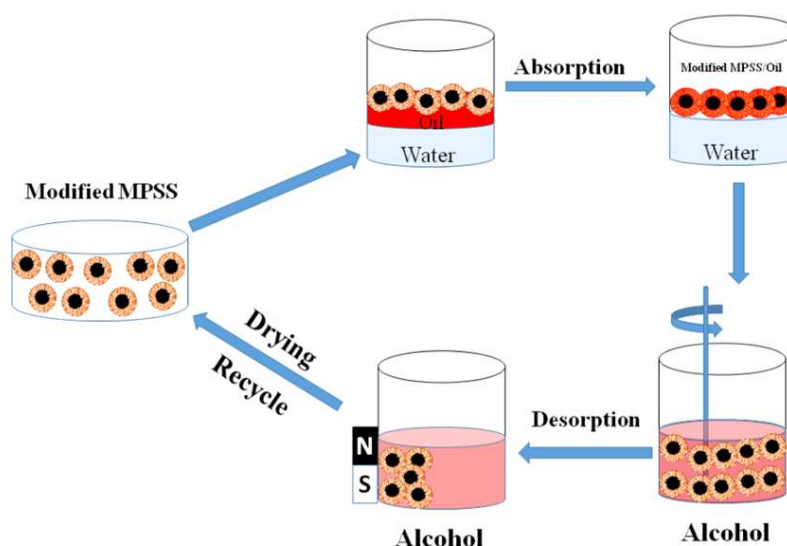 Modified MPSS
Oil
Water
Absorption
Modified MPSS/Oil
Water
Alcohol
Desorption
N
S
Alcohol
Drying
Recycle